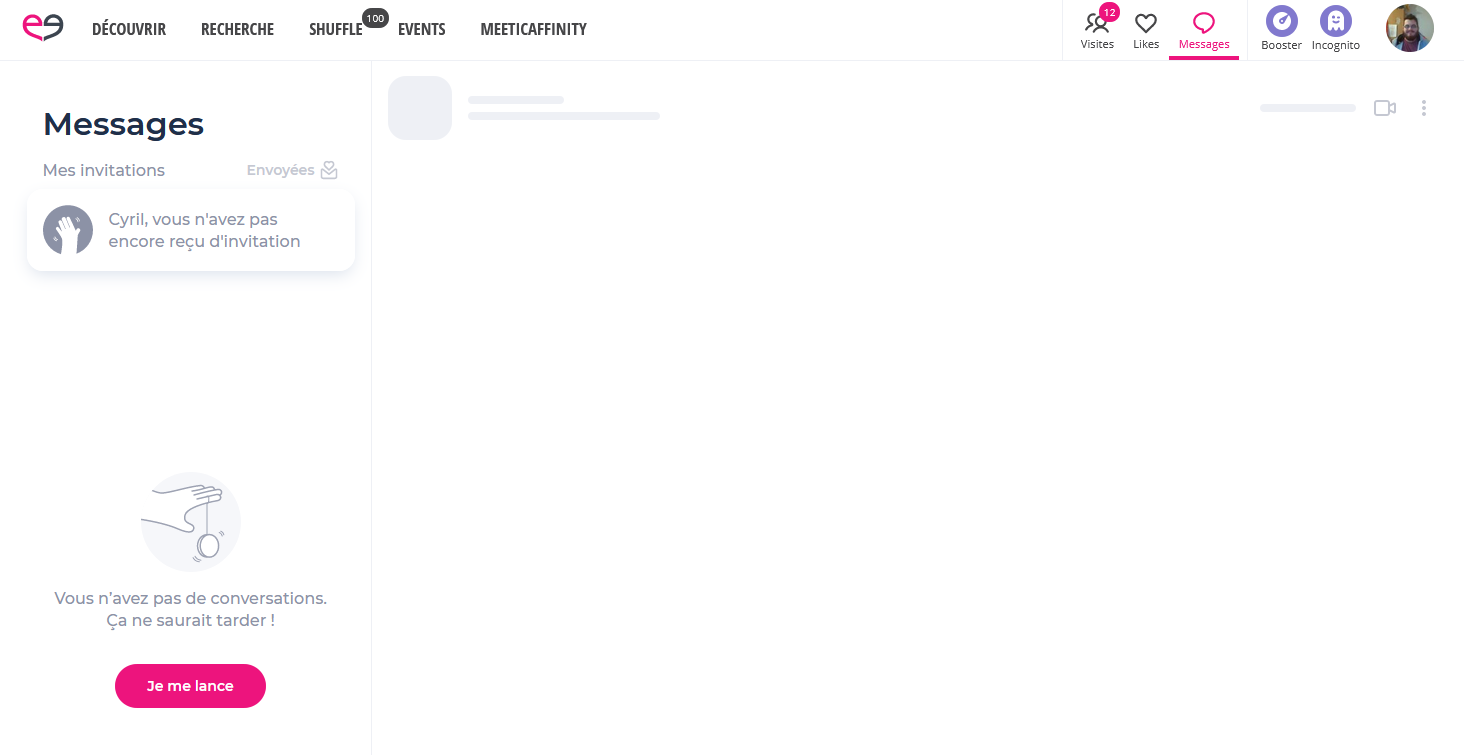 DÉCOUVRIR
RECHERCHE
SHUFFLE
100
EVENTS
MEETICAFFINITY
12
Visites
Likes
Messages
Booster
Incognito
Messages
Mes invitations
Envoyées
Cyril, vous n'avez pas
encore reçu d'invitation
Vous n’avez pas de conversations.
Ça ne saurait tarder !
Je me lance